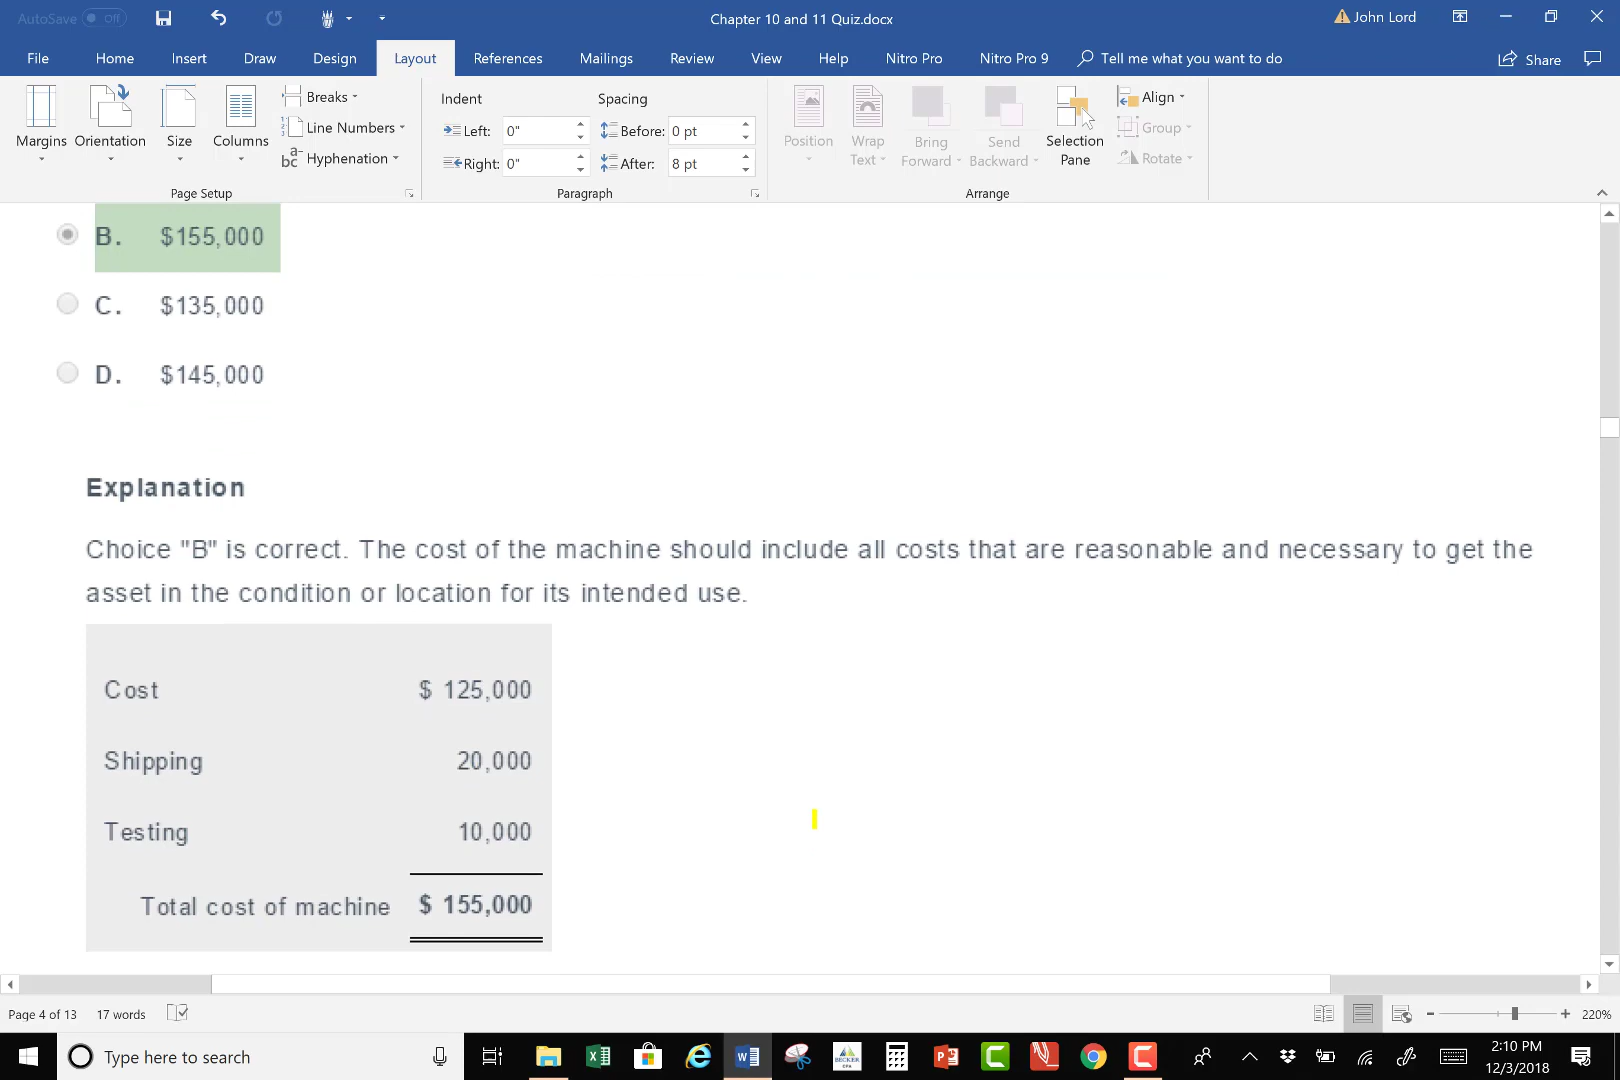 AutoSave Off
Chapter 10 and 11 Quiz.docx
John Lord
File Home Insert Draw Design Layout References Mailings Review View Help Nitro Pro Nitro Pro 9 Tell me what you want to do Share
Margins
Orientation
Size
Columns
Breaks
Line Numbers
Hyphenation
Page Setup
Indent
Left: 0"
Right: 0"
Spacing
Before: 0 pt
After: 8 pt
Paragraph
Position
Wrap
Text
Bring
Forward
Send
Backward
Selection
Pane
Align
Group
Rotate
Arrange
B. $155,000
C. $135,000
D. $145,000
Explanation
Choice "B" is correct. The cost of the machine should include all costs that are reasonable and necessary to get the
asset in the condition or location for its intended use.
Cost $ 125,000
Shipping 20,000
Testing 10,000
Total cost of machine $ 155,000
Page 4 of 13 17 words
220%
Type here to search
2:10 PM
12/3/2018